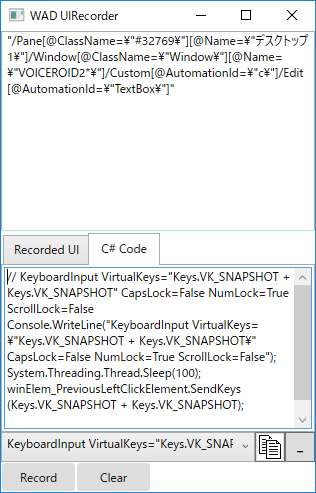 WAD UIRecorder
"/Pane[@ClassName=¥"#32769¥"][@Name=¥"デスクトップ
1¥"]/Window[@ClassName=¥"Window¥"][@Name=
¥"VOICEROID2*¥"]/Custom[@AutomationId=¥"c¥"]/Edit
[@AutomationId=¥"TextBox¥"]"
Recorded UI
C# Code
// KeyboardInput VirtualKeys="Keys.VK_SNAPSHOT +
Keys.VK_SNAPSHOT" CapsLock=False NumLock=True
ScrollLock=False
Console.WriteLine("KeyboardInput VirtualKeys=
¥"Keys.VK_SNAPSHOT + Keys.VK_SNAPSHOT¥"
CapsLock=False NumLock=True ScrollLock=False");
System.Threading.Thread.Sleep(100);
winElem_PreviousLeftClickElement.SendKeys
(Keys.VK_SNAPSHOT + Keys.VK_SNAPSHOT);
KeyboardInput VirtualKeys="Keys.VK_SNAP
Record
Clear